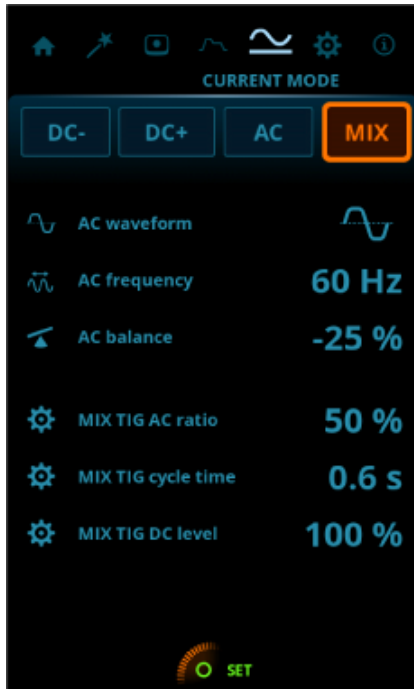 CURRENT MODE
DC- DC+ AC MIX
AC waveform
AC frequency 60 Hz
AC balance -25 %
MIX TIG AC ratio 50 %
MIX TIG cycle time 0.6 s
MIX TIG DC level 100 %
SET